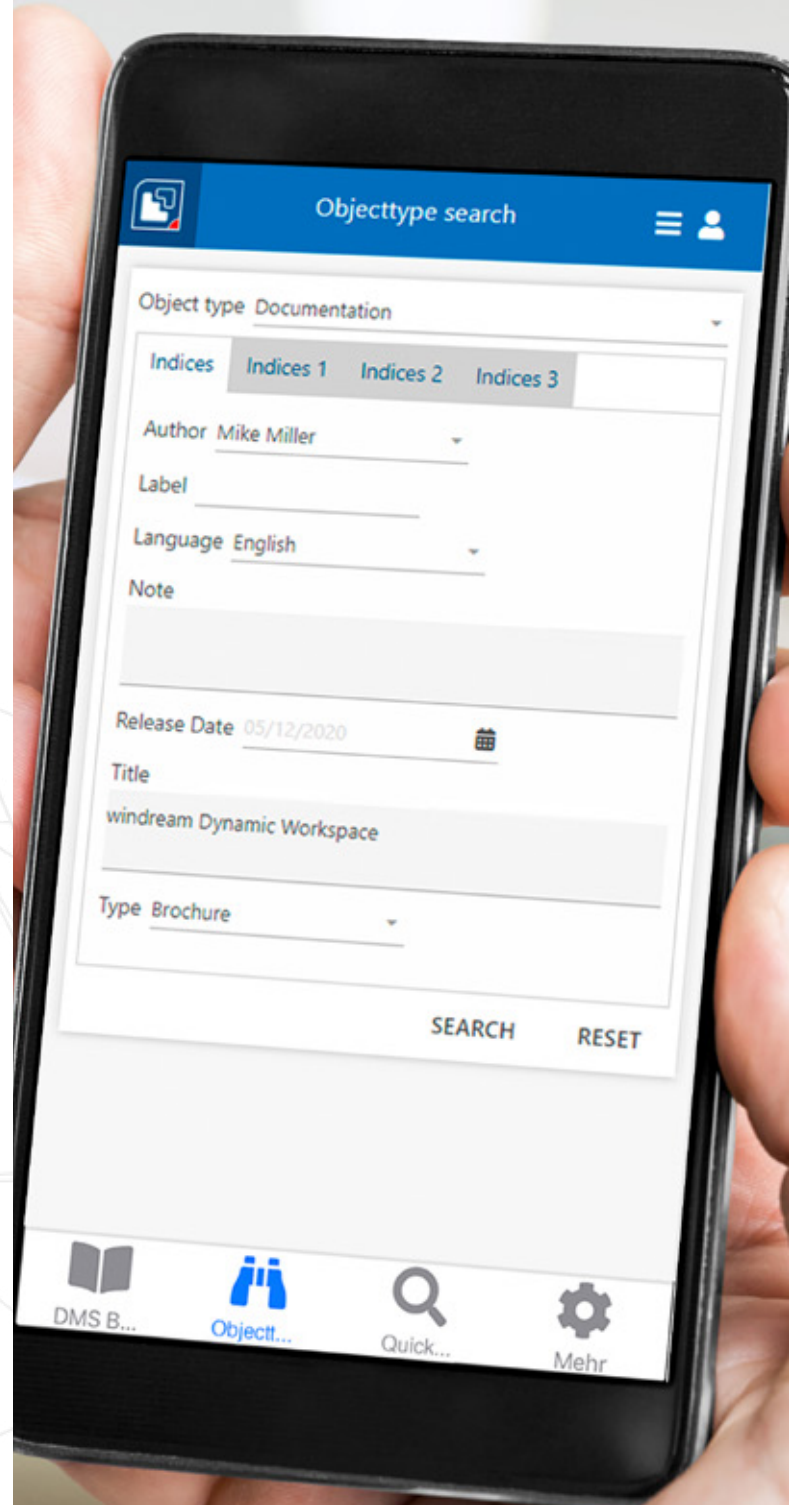 Objecttype search
Object type Documentation
Indices Indices 1 Indices 2 Indices 3
Author Mike Miller
Label
Language English
Note
Release Date 05/12/2020
Title
windream Dynamic Workspace
Type Brochure
SEARCH RESET
DMS B... Objectt... Quick... Mehr